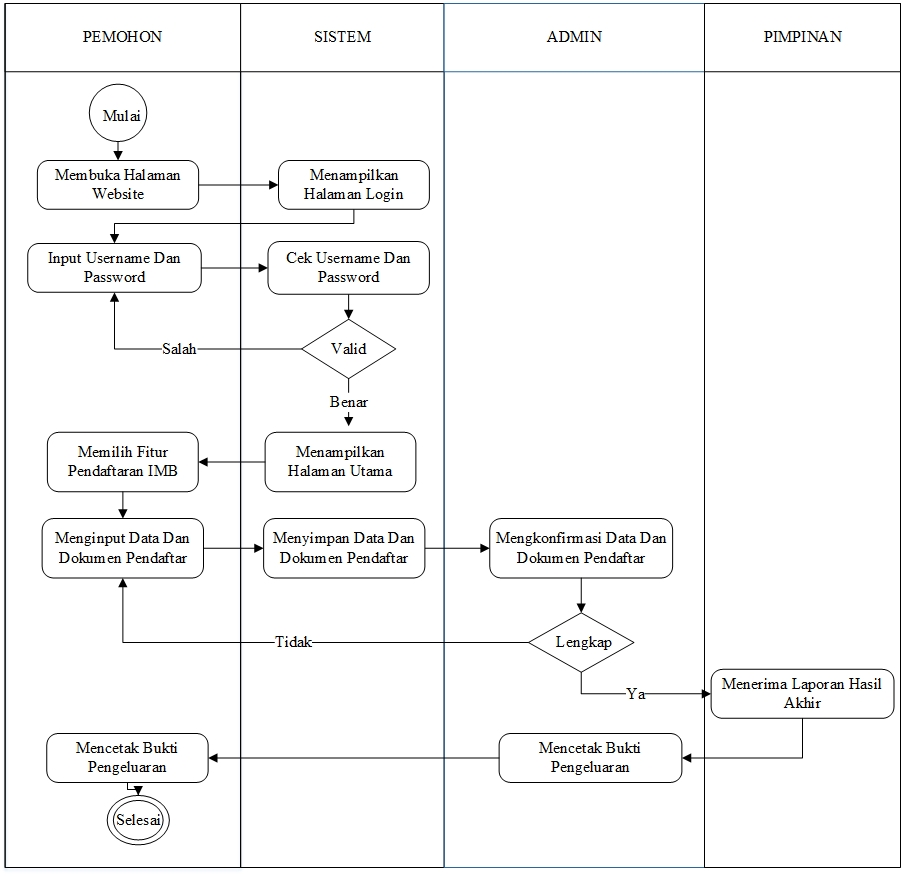 PEMOHON
SISTEM
ADMIN
PIMPINAN
Mulai
Membuka Halaman
Website
Menampilkan
Halaman Login
Input Username Dan
Password
Cek Username Dan
Password
Salah
Valid
Benar
Memilih Fitur
Pendaftaran IMB
Menampilkan
Halaman Utama
Menginput Data Dan
Dokumen Pendaftar
Menyimpan Data Dan
Dokumen Pendaftar
Mengkonfirmasi Data Dan
Dokumen Pendaftar
Tidak
Lengkap
Ya
Menerima Laporan Hasil
Akhir
Mencetak Bukti
Pengeluaran
Mencetak Bukti
Pengeluaran
Selesai